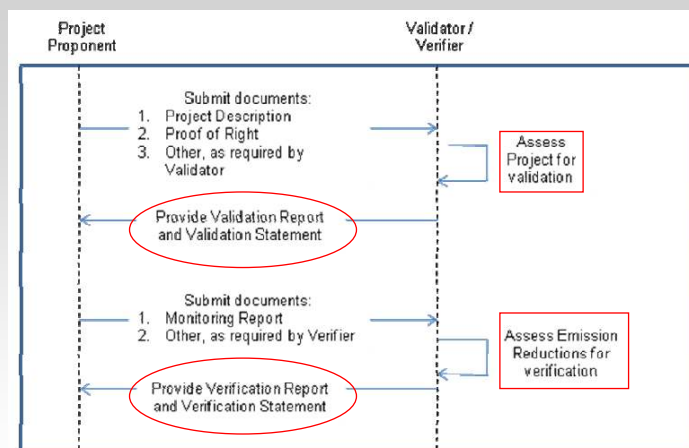 Project
Proponent
Validator /
Verifier
Submit documents:
1. Project Description
2. Proof of Right
3. Other, as required by
Validator
Assess
Project for
validation
Provide Validation Report
and Validation Statement
Submit documents:
1. Monitoring Report
2. Other, as required by Verifier
Assess Emission
Reductions for
verification
Provide Verification Report
and Verification Statement